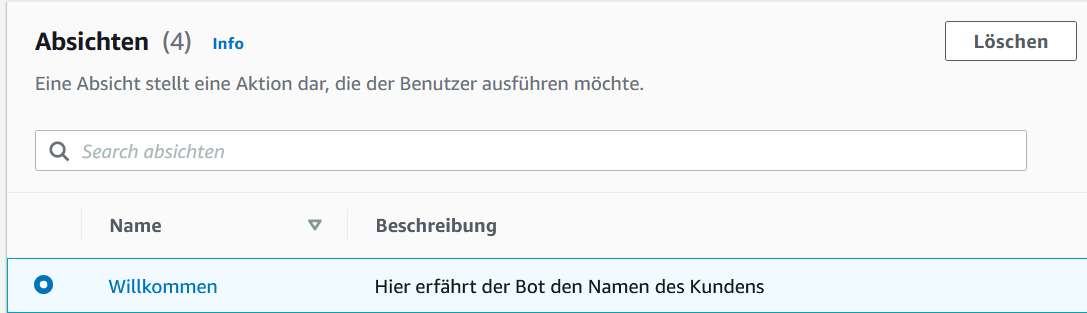 Absichten (4) Info
Löschen
Eine Absicht stellt eine Aktion dar, die der Benutzer ausführen möchte.
Search absichten
Name Beschreibung
Willkommen Hier erfährt der Bot den Namen des Kundens